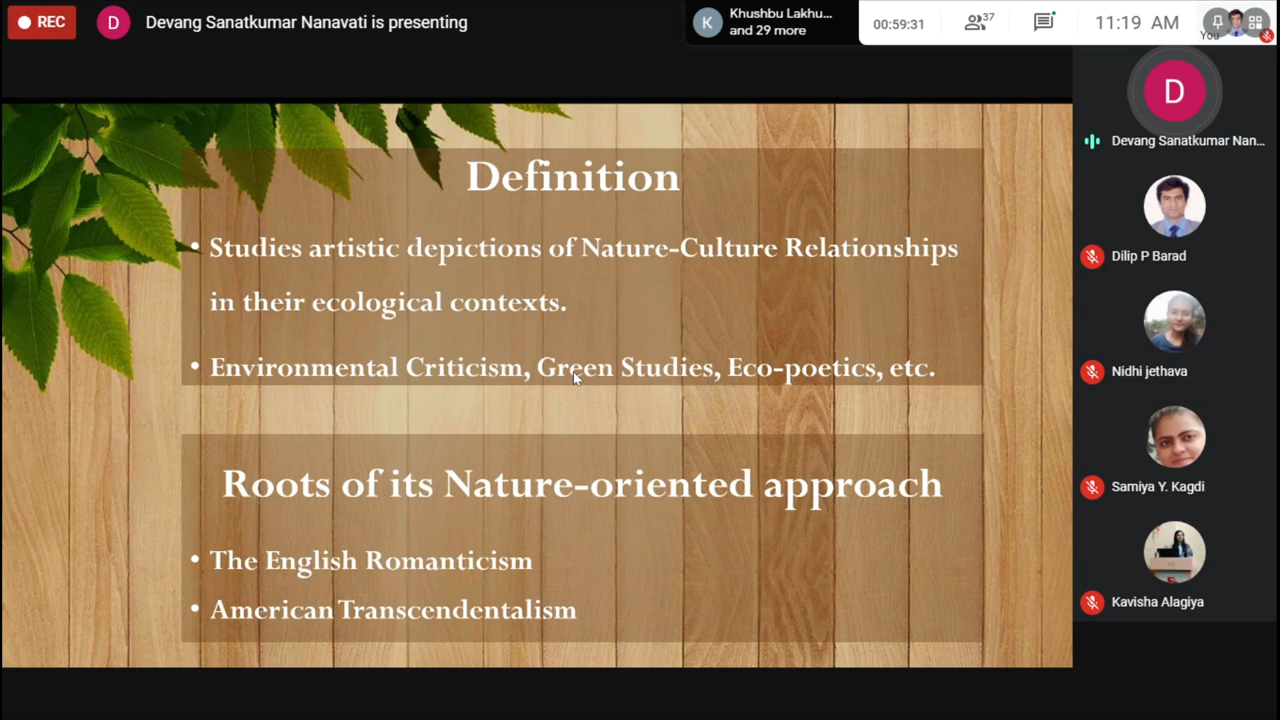 REC
D
Devang Sanatkumar Nanavati is presenting
K
Khushbu Lakhu...
and 29 more
00:59:31
37
11:19 AM
You
D
Devang Sanatkumar Nan...
Dilip P Barad
Nidhi jethava
Samiya Y. Kagdi
Kavisha Alagiya
Definition
• Studies artistic depictions of Nature-Culture Relationships
in their ecological contexts.
• Environmental Criticism, Green Studies, Eco-poetics, etc.
Roots of its Nature-oriented approach
• The English Romanticism
• American Transcendentalism